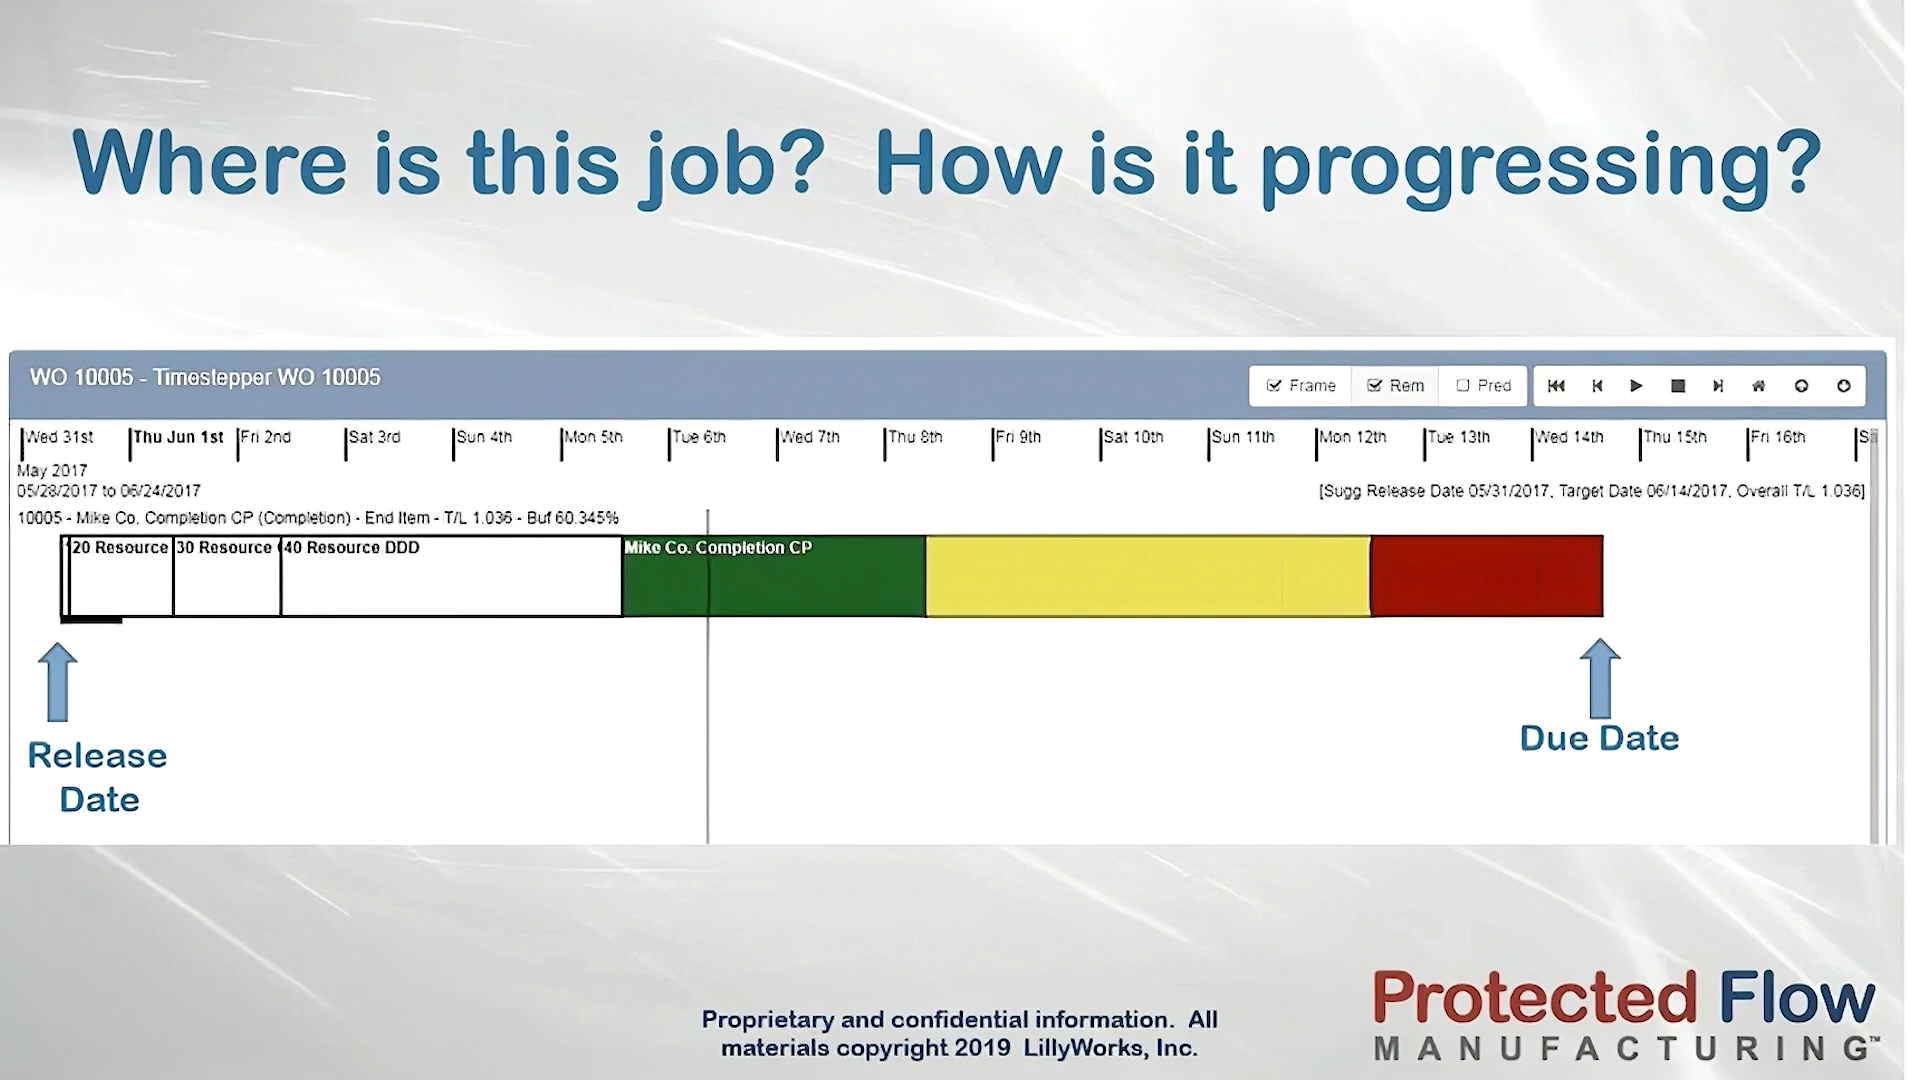 Where is this job? How is it progressing?
WO 10005 - Timestepper WO 10005
Frame Rem Pred
Wed 31st Thu Jun 1st Fri 2nd Sat 3rd Sun 4th Mon 5th Tue 6th Wed 7th Thu 8th Fri 9th Sat 10th Sun 11th Mon 12th Tue 13th Wed 14th Thu 15th Fri 16th
May 2017
05/28/2017 to 06/24/2017 [Sugg Release Date 05/31/2017, Target Date 06/14/2017, Overall T/L 1.036]
10005 - Mike Co. Completion CP (Completion) - End Item - T/L 1.036 - Buf 60.345%
20 Resource 30 Resource 40 Resource DDD Mike Co. Completion CP
Release
Date
Due Date
Proprietary and confidential information. All
materials copyright 2019 LillyWorks, Inc.
Protected Flow
MANUFACTURING™